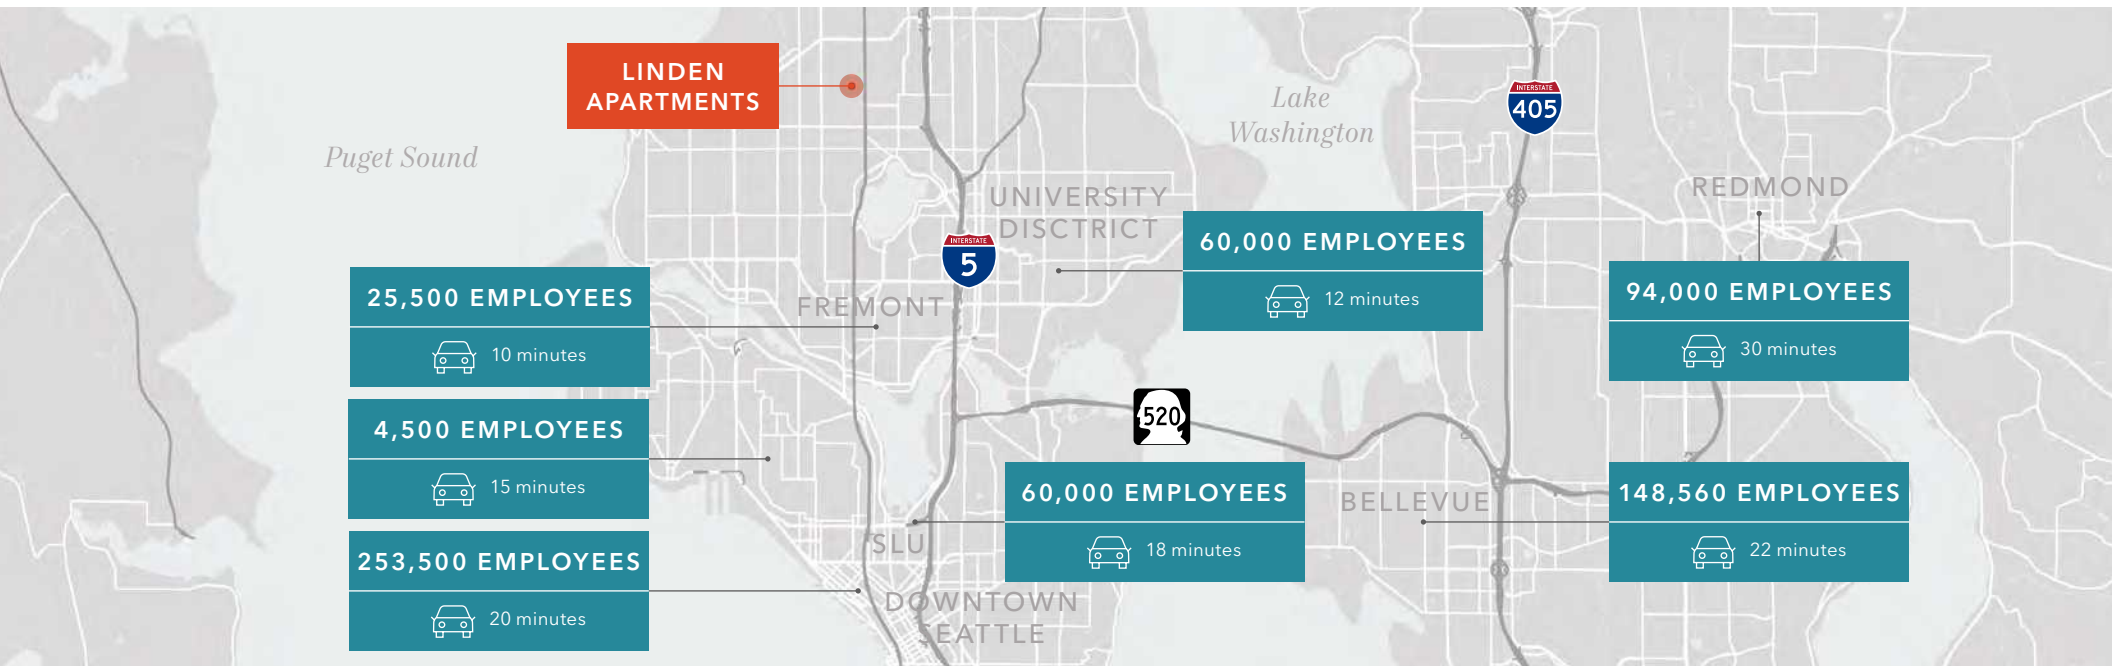 LINDEN
APARTMENTS
Lake
Washington
INTERSTATE
405
Puget Sound
UNIVERSITY
DISCTRICT
REDMOND
60,000 EMPLOYEES
12 minutes
INTERSTATE
5
25,500 EMPLOYEES
10 minutes
FREMONT
94,000 EMPLOYEES
30 minutes
4,500 EMPLOYEES
15 minutes
520
60,000 EMPLOYEES
18 minutes
BELLEVUE
148,560 EMPLOYEES
22 minutes
SLU
253,500 EMPLOYEES
20 minutes
DOWNTOWN
SEATTLE